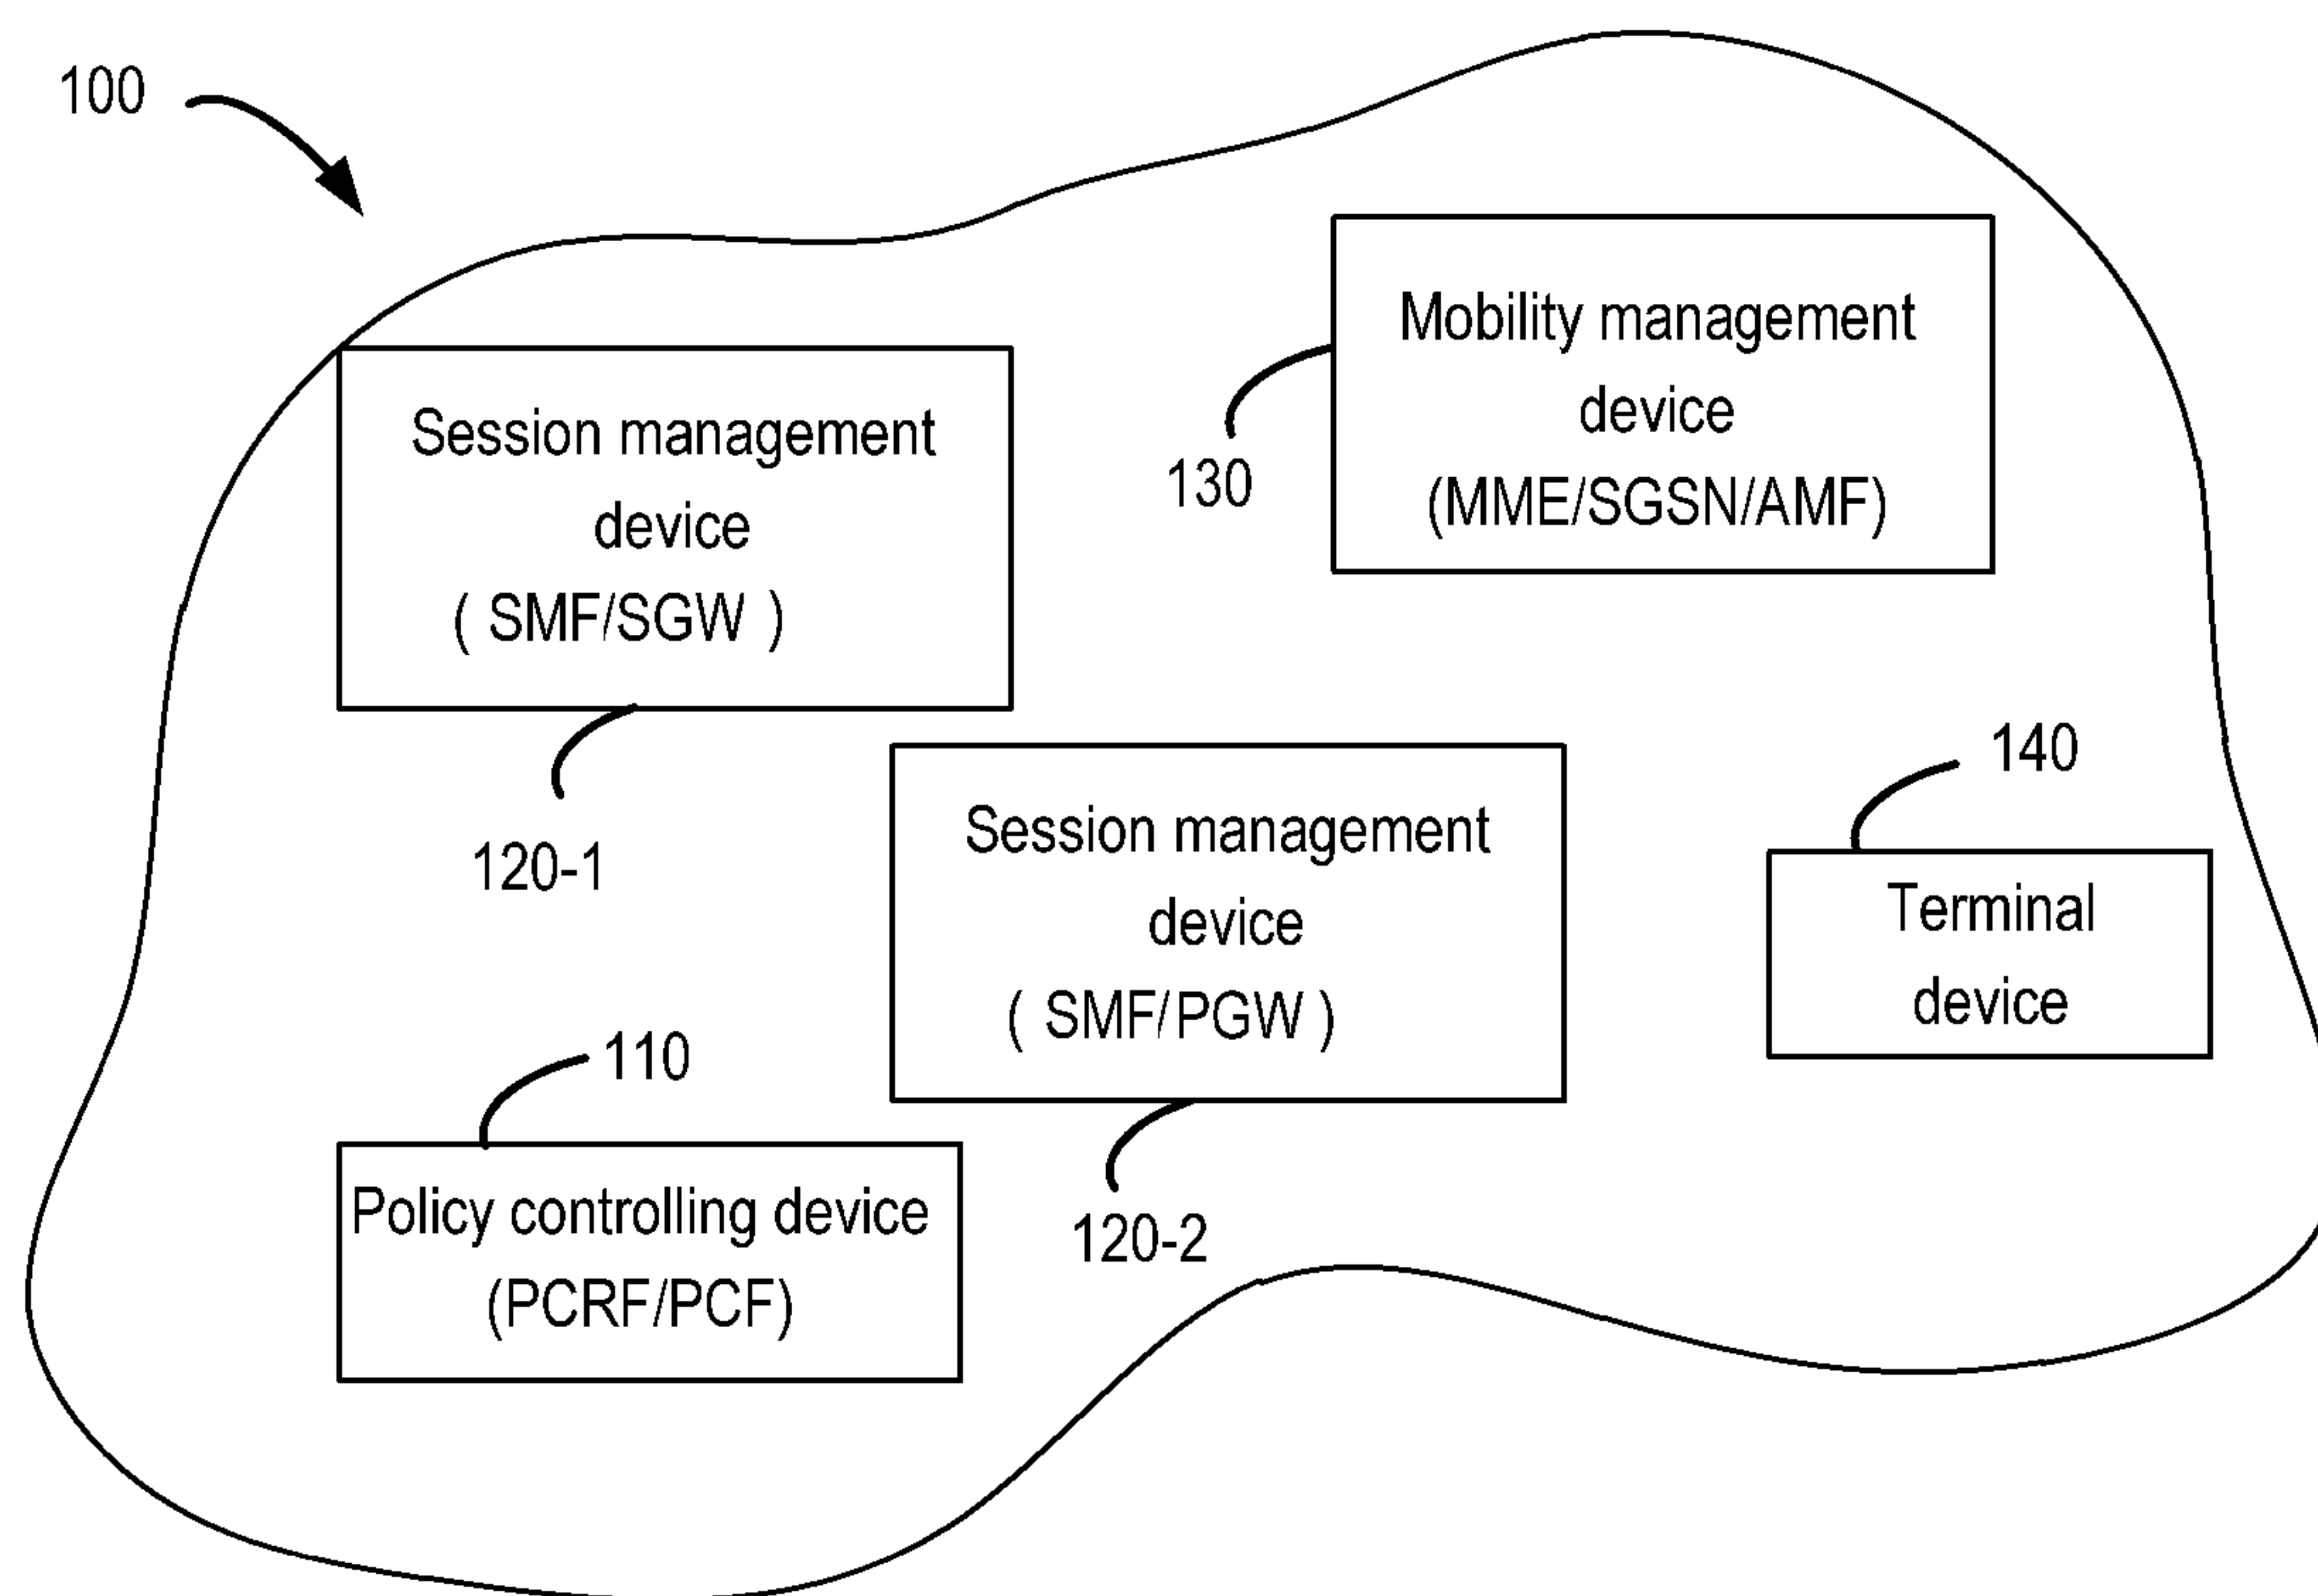 100
Mobility management
device
(MME/SGSN/AMF)
130
Session management
device
( SMF/SGW )
120-1
Session management
device
( SMF/PGW )
120-2
140
Terminal
device
110
Policy controlling device
(PCRF/PCF)